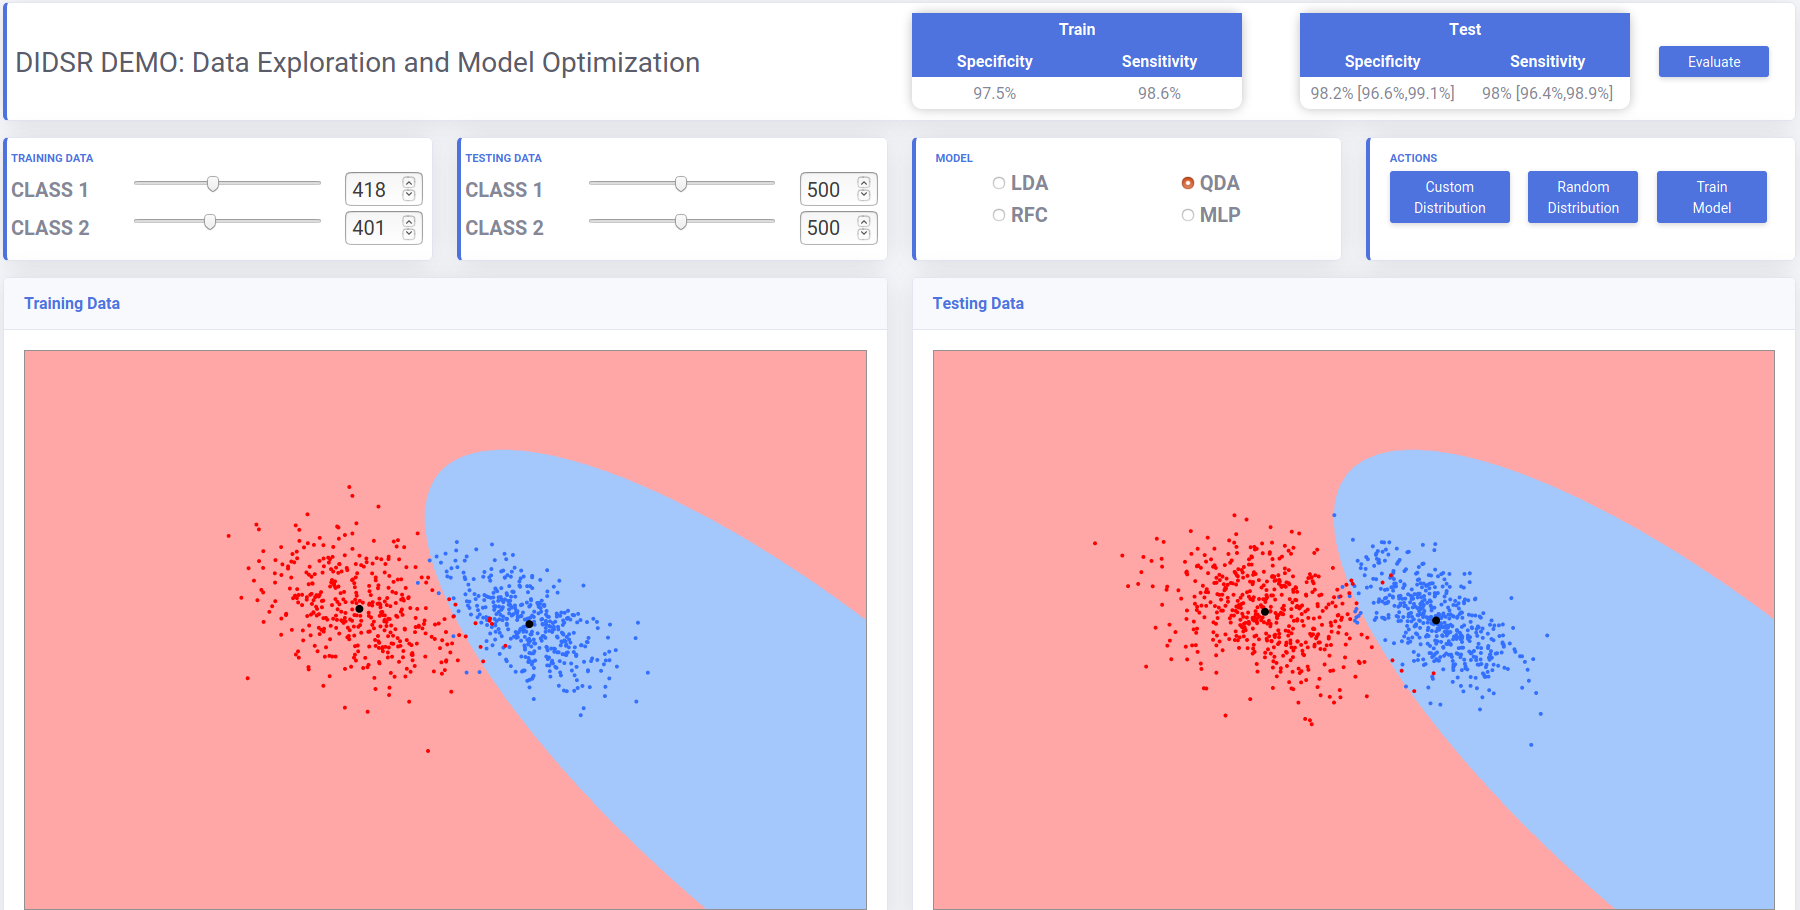 DIDSR DEMO: Data Exploration and Model Optimization
Train
Specificity Sensitivity
97.5% 98.6%
Test
Specificity Sensitivity
98.2% [96.6%,99.1%] 98% [96.4%,98.9%]
Evaluate
TRAINING DATA
CLASS 1 418
CLASS 2 401
TESTING DATA
CLASS 1 500
CLASS 2 500
MODEL
LDA QDA
RFC MLP
ACTIONS
Custom
Distribution
Random
Distribution
Train
Model
Training Data
Testing Data